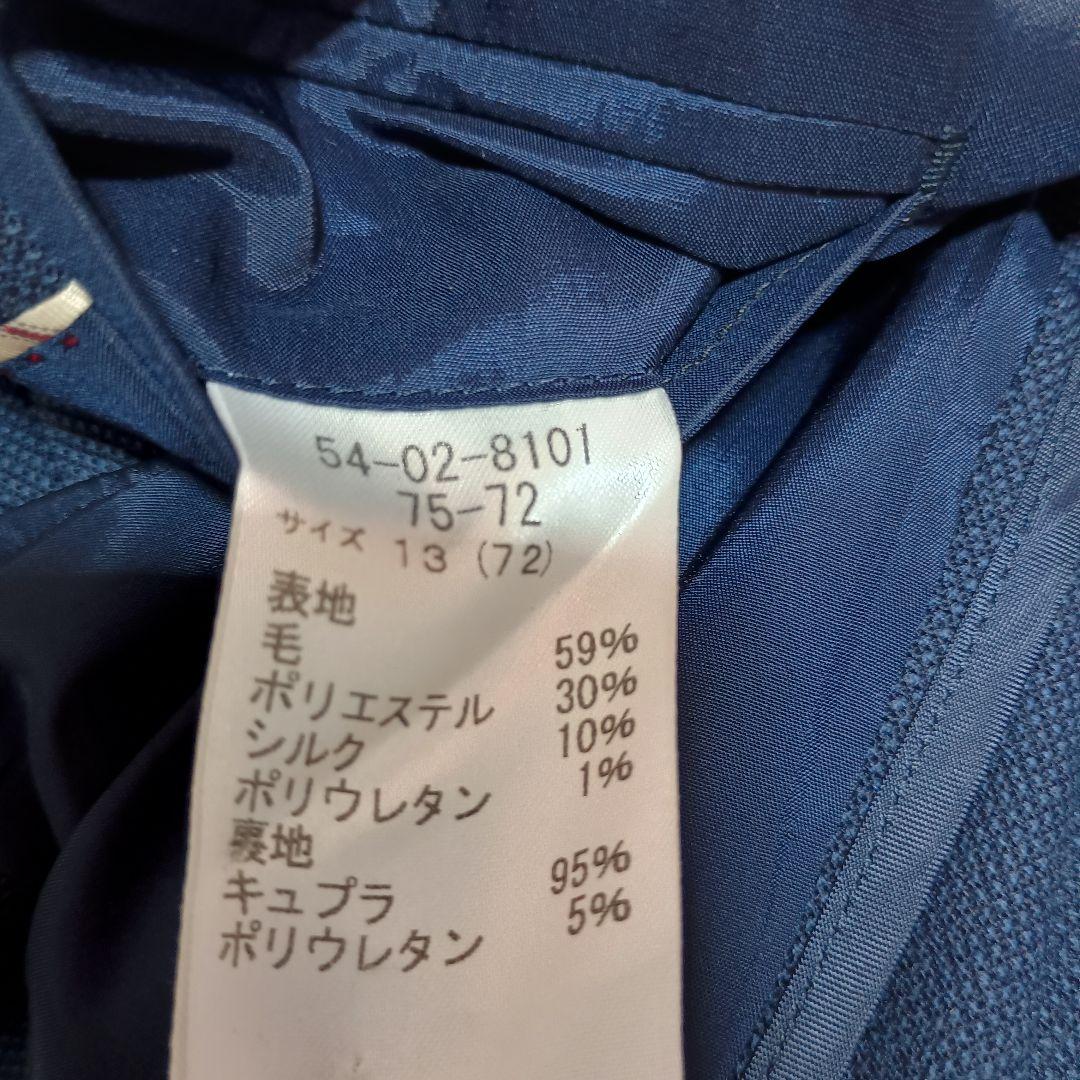 54-02-8101
75-72
サイズ 13 (72)
表地
毛 59%
ポリエステル 30%
シルク 10%
ポリウレタン 1%
裏地
キュプラ 95%
ポリウレタン 5%